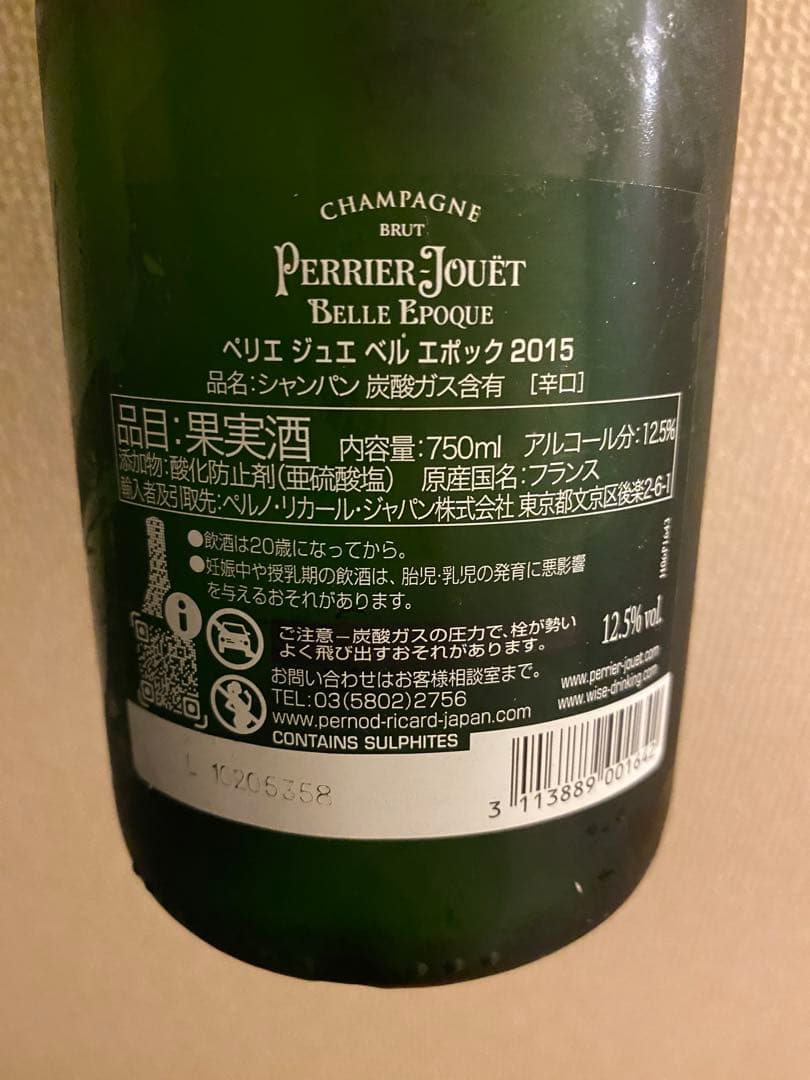 CHAMPAGNE
BRUT
PERRIER-JOUËT
BELLE EPOQUE
ペリエ ジュエ ベル エポック 2015
品名:シャンパン 炭酸ガス含有 [辛口]
品目:果実酒 内容量:750ml アルコール分:12.5%
添加物:酸化防止剤(亜硫酸塩) 原産国名:フランス
輸入者及引取先:ペルノ・リカール・ジャパン株式会社 東京都文京区後楽2-6-1
●飲酒は20歳になってから。
●妊娠中や授乳期の飲酒は、胎児・乳児の発育に悪影響
を与えるおそれがあります。
ご注意-炭酸ガスの圧力で、栓が勢い
よく飛び出すおそれがあります。
12.5% vol.
お問い合わせはお客様相談室まで。
TEL:03(5802)2756
www.pernod-ricard-japan.com
www.perrier-jouet.com
www.wise-drinking.com
CONTAINS SULPHITES
L 10205358
3 113889 001642